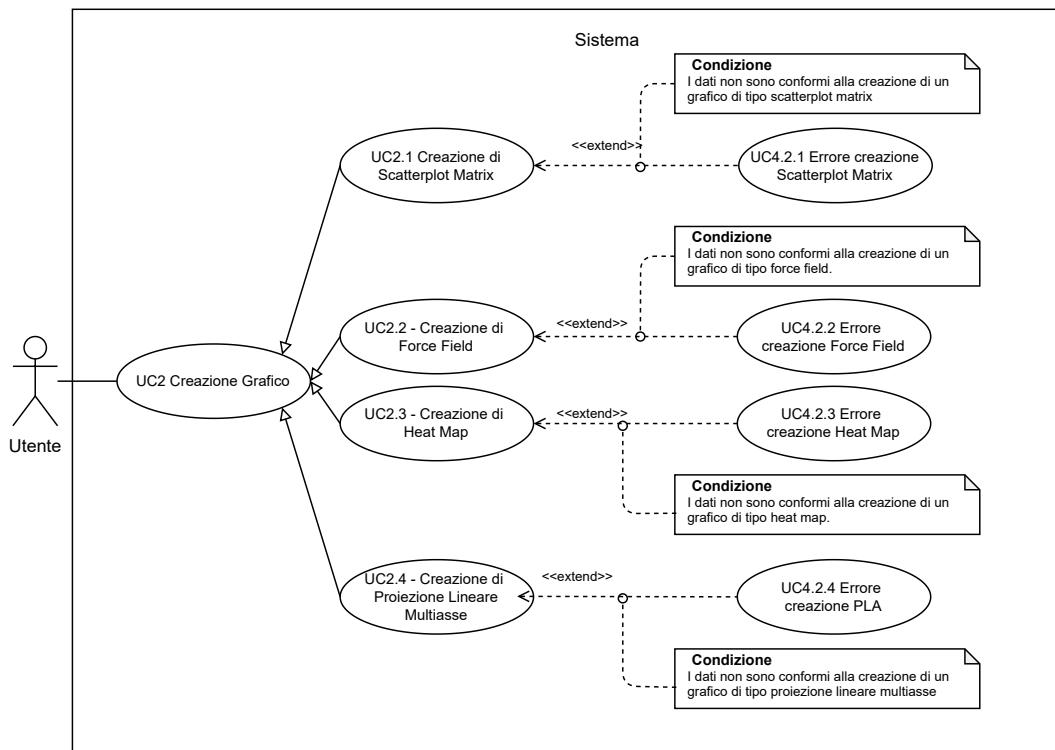 Sistema
Condizione
I dati non sono conformi alla creazione di un
grafico di tipo scatterplot matrix
UC2.1 Creazione di
Scatterplot Matrix
<<extend>>
UC4.2.1 Errore creazione
Scatterplot Matrix
Condizione
I dati non sono conformi alla creazione di un
grafico di tipo force field.
UC2.2 - Creazione di
Force Field
<<extend>>
UC4.2.2 Errore
creazione Force Field
Utente
UC2 Creazione Grafico
UC2.3 - Creazione di
Heat Map
<<extend>>
UC4.2.3 Errore
creazione Heat Map
Condizione
I dati non sono conformi alla creazione di un
grafico di tipo heat map.
UC2.4 - Creazione di
Proiezione Lineare
Multiasse
<<extend>>
UC4.2.4 Errore
creazione PLA
Condizione
I dati non sono conformi alla creazione di un
grafico di tipo proiezione lineare multiasse